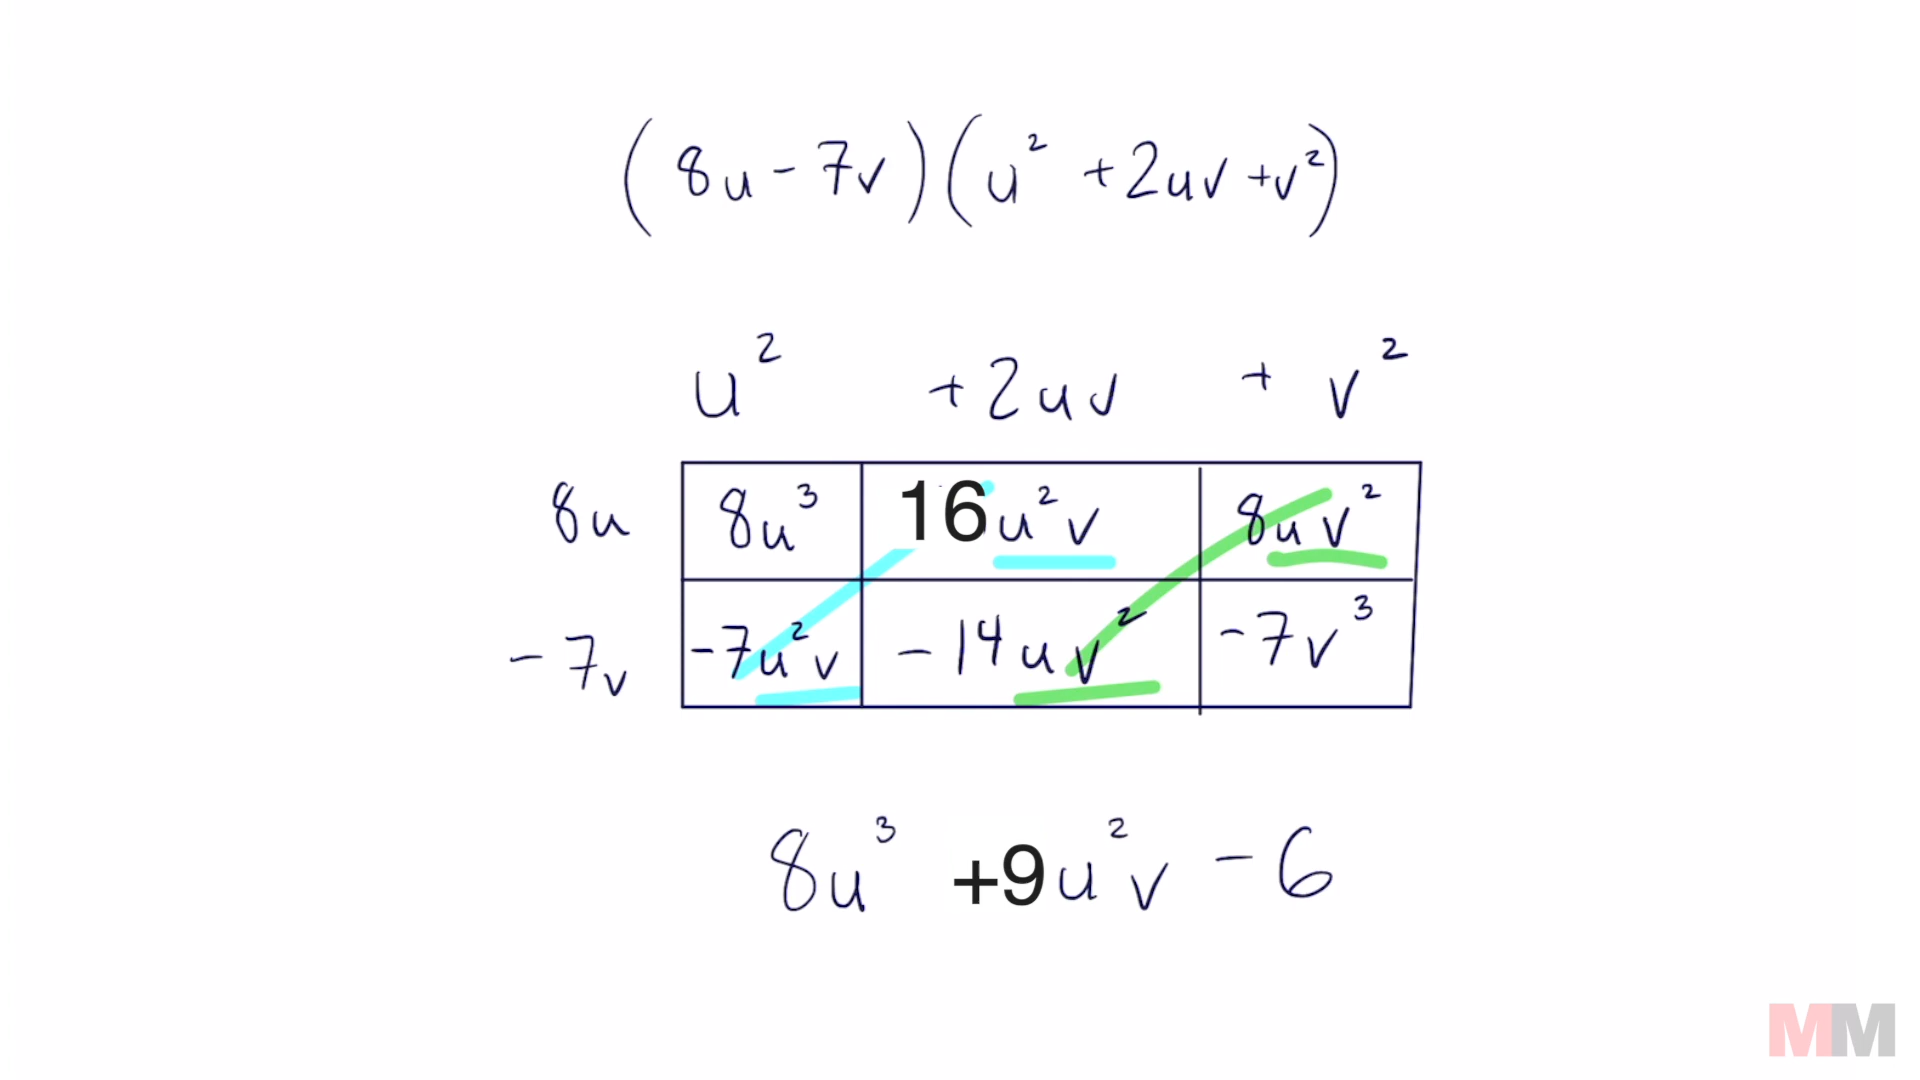 (8u - 7v)(u² + 2uv + v²)
u² + 2uv + v²
8u 8u³ 16u²v 8uv²
- 7v -7u²v - 14uv² - 7v³
8u³ +9u²v - 6
MM